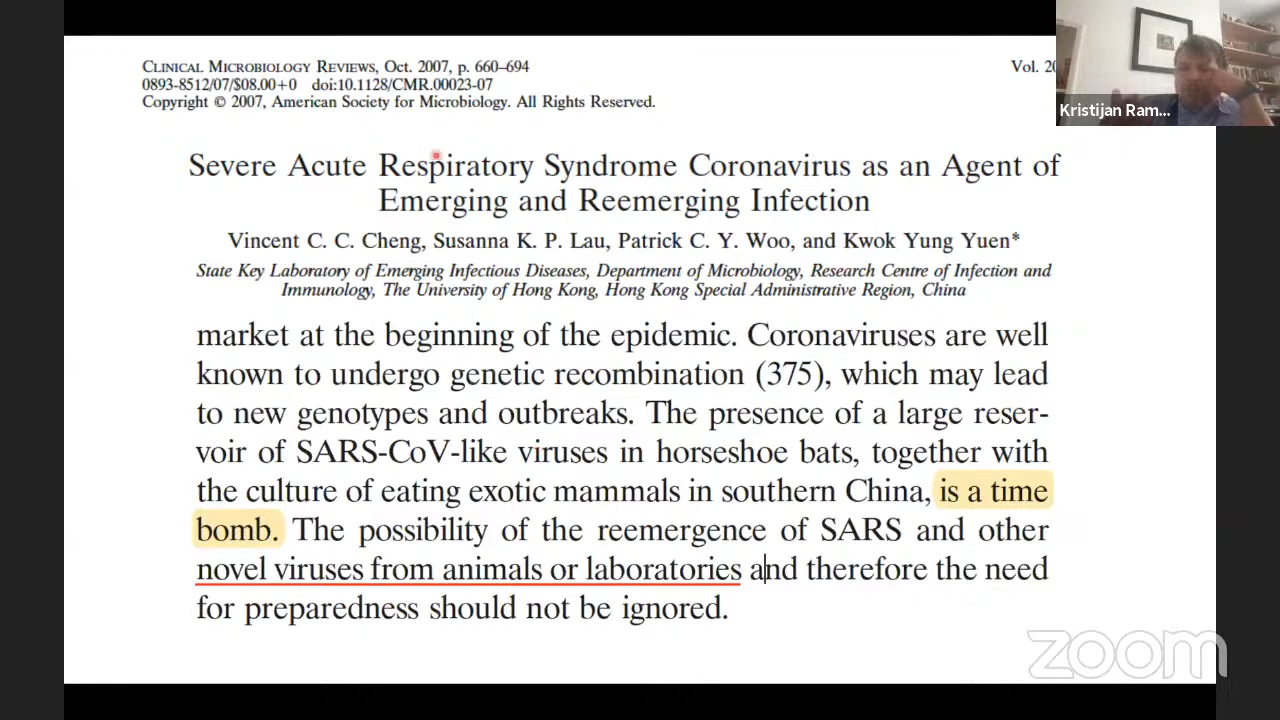 CLINICAL MICROBIOLOGY REVIEWS, Oct. 2007, p. 660–694
Vol. 20
0893-8512/07/$08.00+0 doi:10.1128/CMR.00023-07
Copyright © 2007, American Society for Microbiology. All Rights Reserved.
Kristijan Ram...
Severe Acute Respiratory Syndrome Coronavirus as an Agent of
Emerging and Reemerging Infection
Vincent C. C. Cheng, Susanna K. P. Lau, Patrick C. Y. Woo, and Kwok Yung Yuen*
State Key Laboratory of Emerging Infectious Diseases, Department of Microbiology, Research Centre of Infection and
Immunology, The University of Hong Kong, Hong Kong Special Administrative Region, China
market at the beginning of the epidemic. Coronaviruses are well
known to undergo genetic recombination (375), which may lead
to new genotypes and outbreaks. The presence of a large reser-
voir of SARS-CoV-like viruses in horseshoe bats, together with
the culture of eating exotic mammals in southern China, is a time
bomb. The possibility of the reemergence of SARS and other
novel viruses from animals or laboratories and therefore the need
for preparedness should not be ignored.
zoom